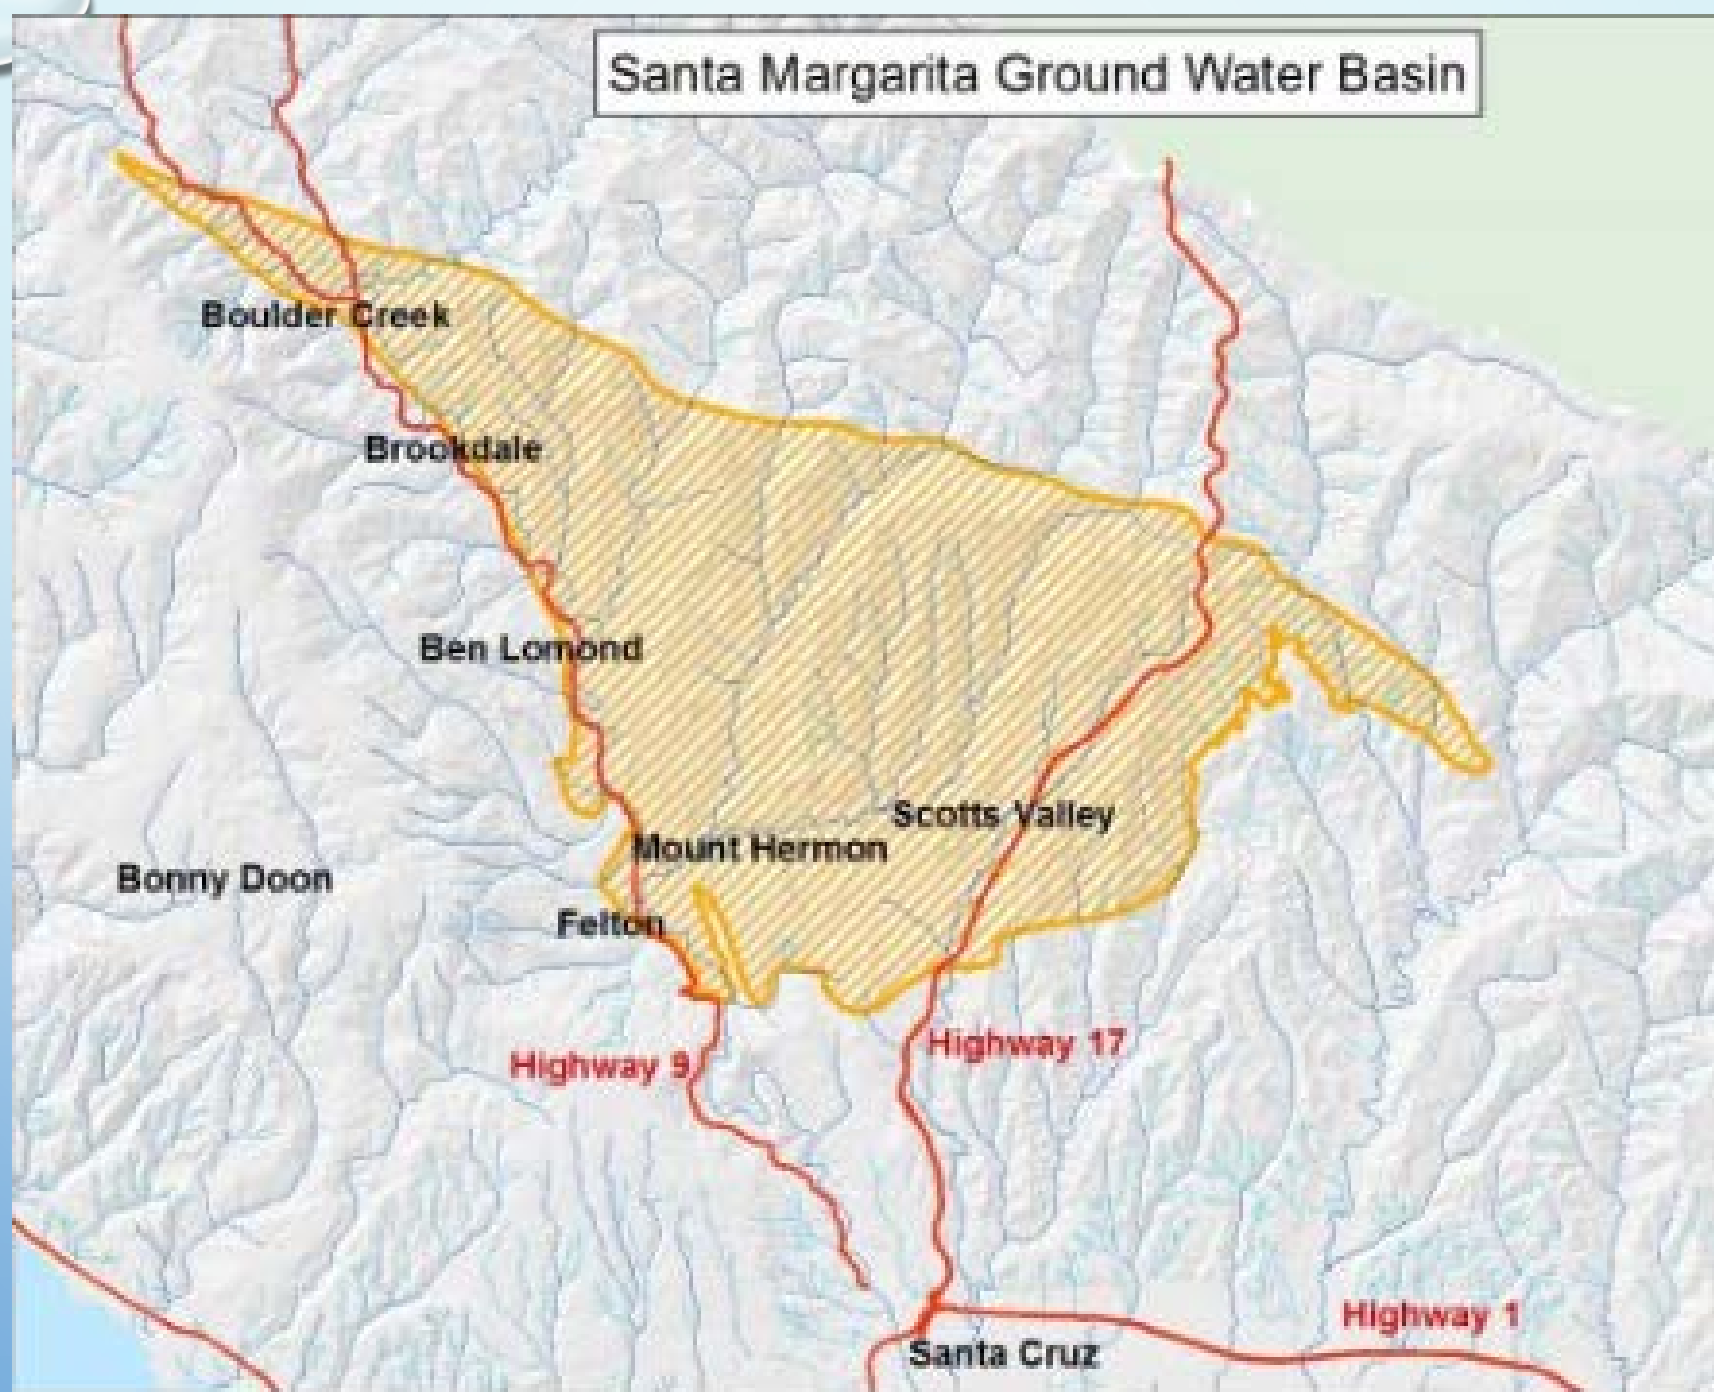 Santa Margarita Ground Water Basin
Boulder Creek
Brookdale
Ben Lomond
Scotts Valley
Mount Hermon
Bonny Doon
Felton
Highway 17
Highway 9
Highway 1
Santa Cruz